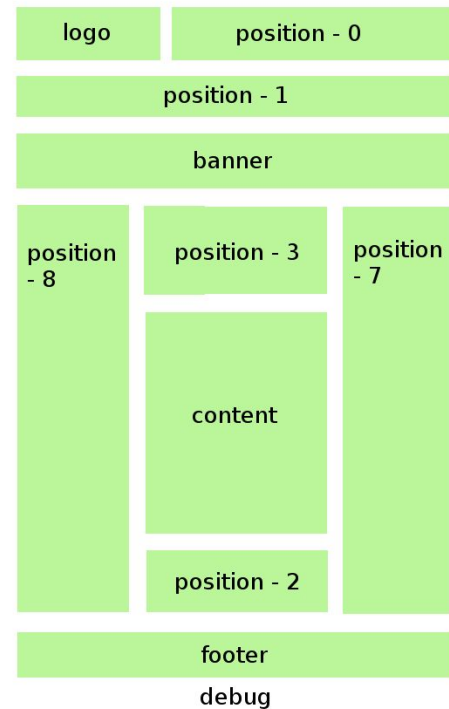 logo
position - 0
position - 1
banner
position
- 8
position - 3
position
- 7
content
position - 2
footer
debug